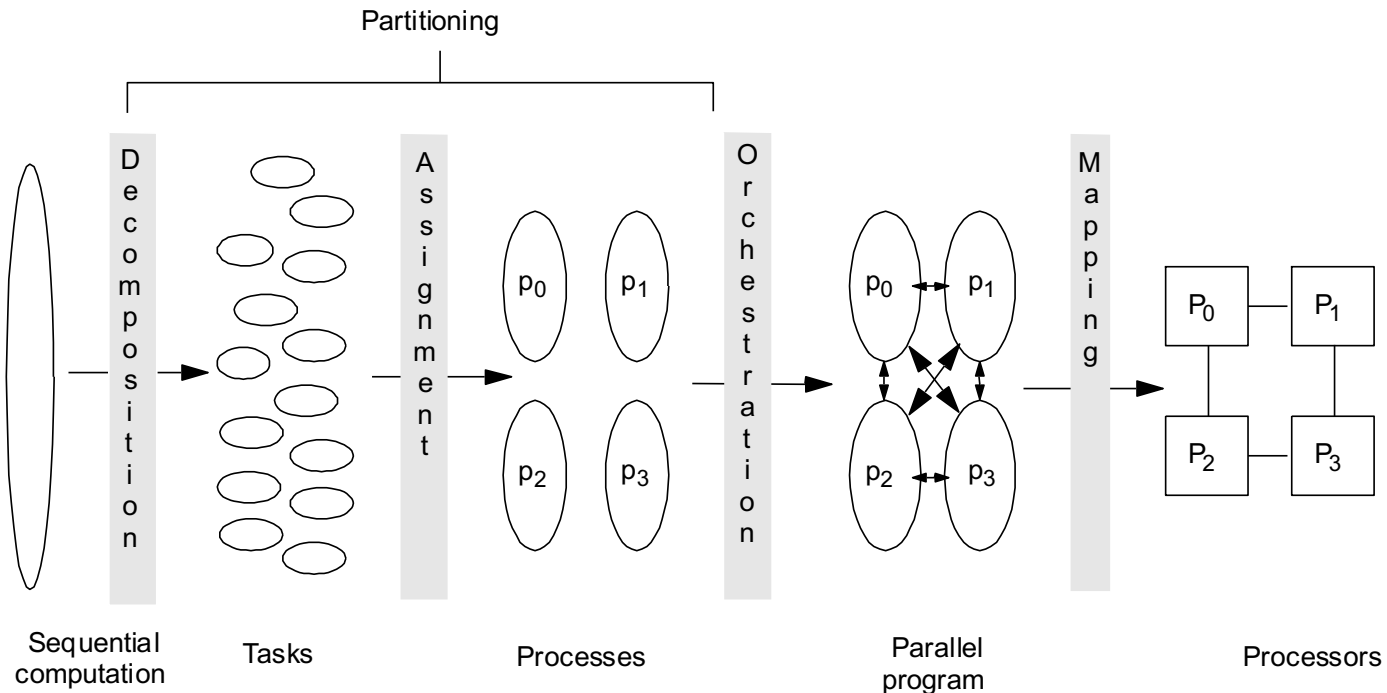 Partitioning
Decomposition
Assignment
Orchestration
Mapping
p0
p1
p2
p3
p0
p1
p2
p3
P0
P1
P2
P3
Sequential
computation
Tasks
Processes
Parallel
program
Processors